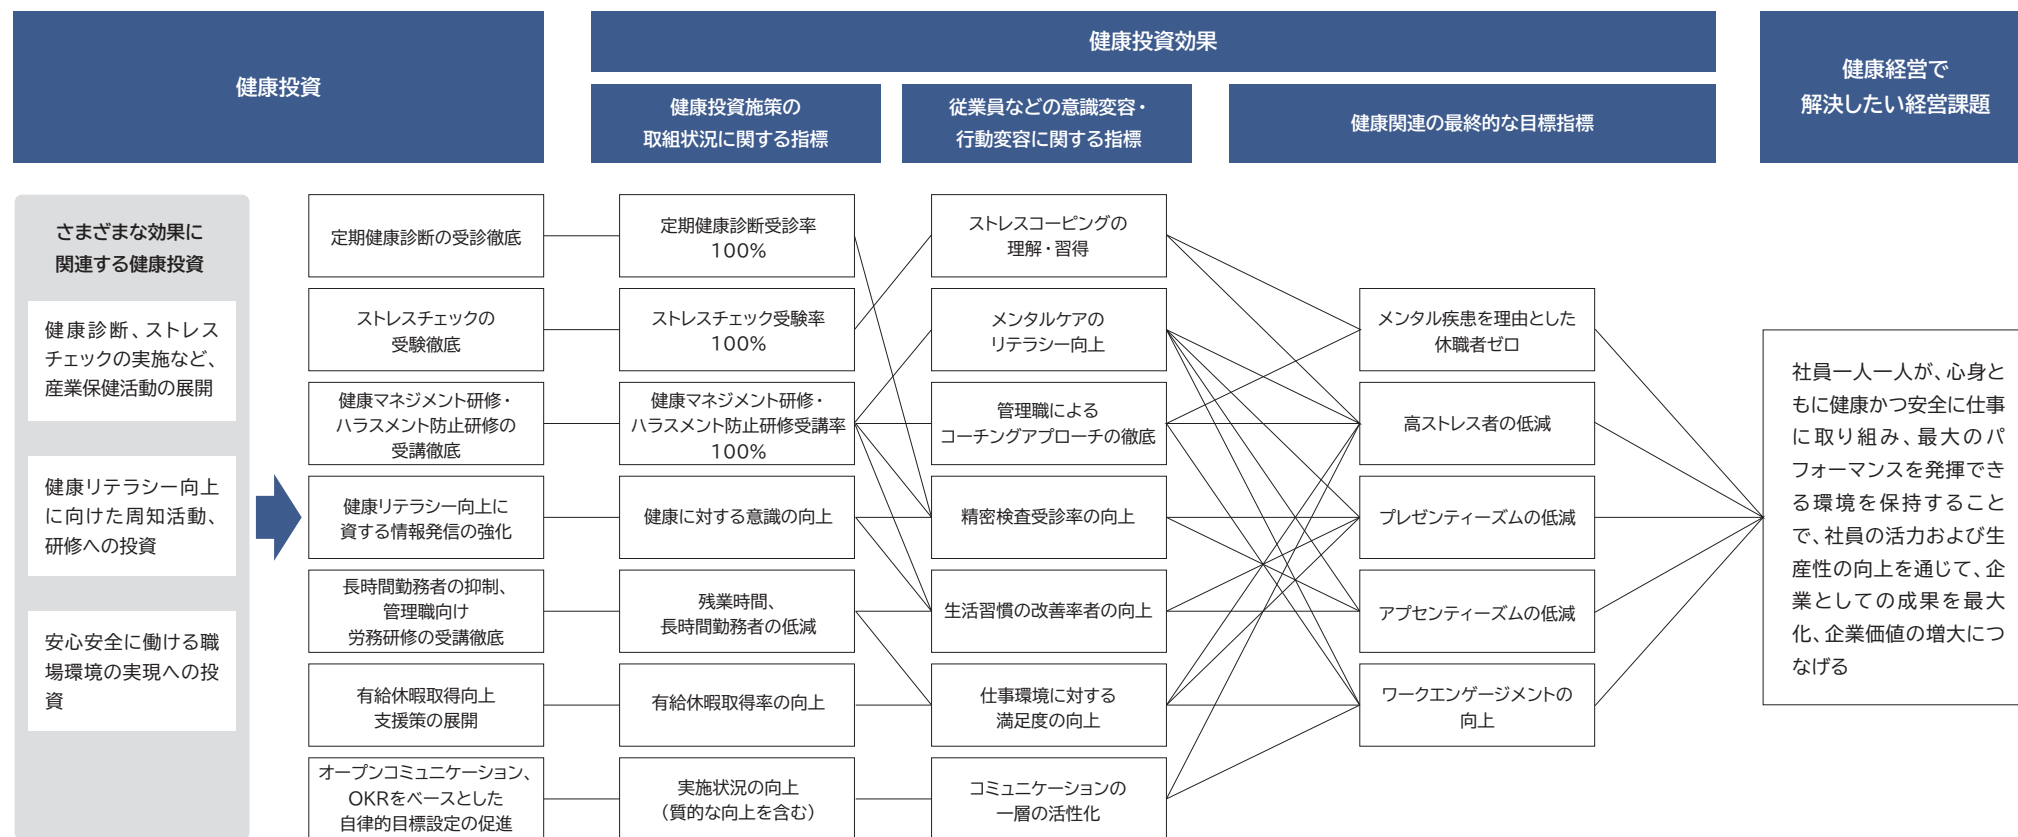 健康投資
健康投資効果
健康投資施策の
取組状況に関する指標
従業員などの意識変容・
行動変容に関する指標
健康関連の最終的な目標指標
健康経営で
解決したい経営課題
さまざまな効果に
関連する健康投資
健康診断、ストレス
チェックの実施など、
産業保健活動の展開
健康リテラシー向上
に向けた周知活動、
研修への投資
安心安全に働ける職
場環境の実現への投
資
定期健康診断の受診徹底
ストレスチェックの
受験徹底
健康マネジメント研修・
ハラスメント防止研修の
受講徹底
健康リテラシー向上に
資する情報発信の強化
長時間勤務者の抑制、
管理職向け
労務研修の受講徹底
有給休暇取得向上
支援策の展開
オープンコミュニケーション、
OKRをベースとした
自律的目標設定の促進
定期健康診断受診率
100%
ストレスチェック受験率
100%
健康マネジメント研修・
ハラスメント防止研修受講率
100%
健康に対する意識の向上
残業時間、
長時間勤務者の低減
有給休暇取得率の向上
実施状況の向上
（質的な向上を含む）
ストレスコーピングの
理解・習得
メンタルケアの
リテラシー向上
管理職による
コーチングアプローチの徹底
精密検査受診率の向上
生活習慣の改善率者の向上
仕事環境に対する
満足度の向上
コミュニケーションの
一層の活性化
メンタル疾患を理由とした
休職者ゼロ
高ストレス者の低減
プレゼンティーズムの低減
アブセンティーズムの低減
ワークエンゲージメントの
向上
社員一人一人が、心身と
もに健康かつ安全に仕事
に取り組み、最大のパ
フォーマンスを発揮でき
る環境を保持すること
で、社員の活力および生
産性の向上を通じて、企
業としての成果を最大
化、企業価値の増大につ
なげる